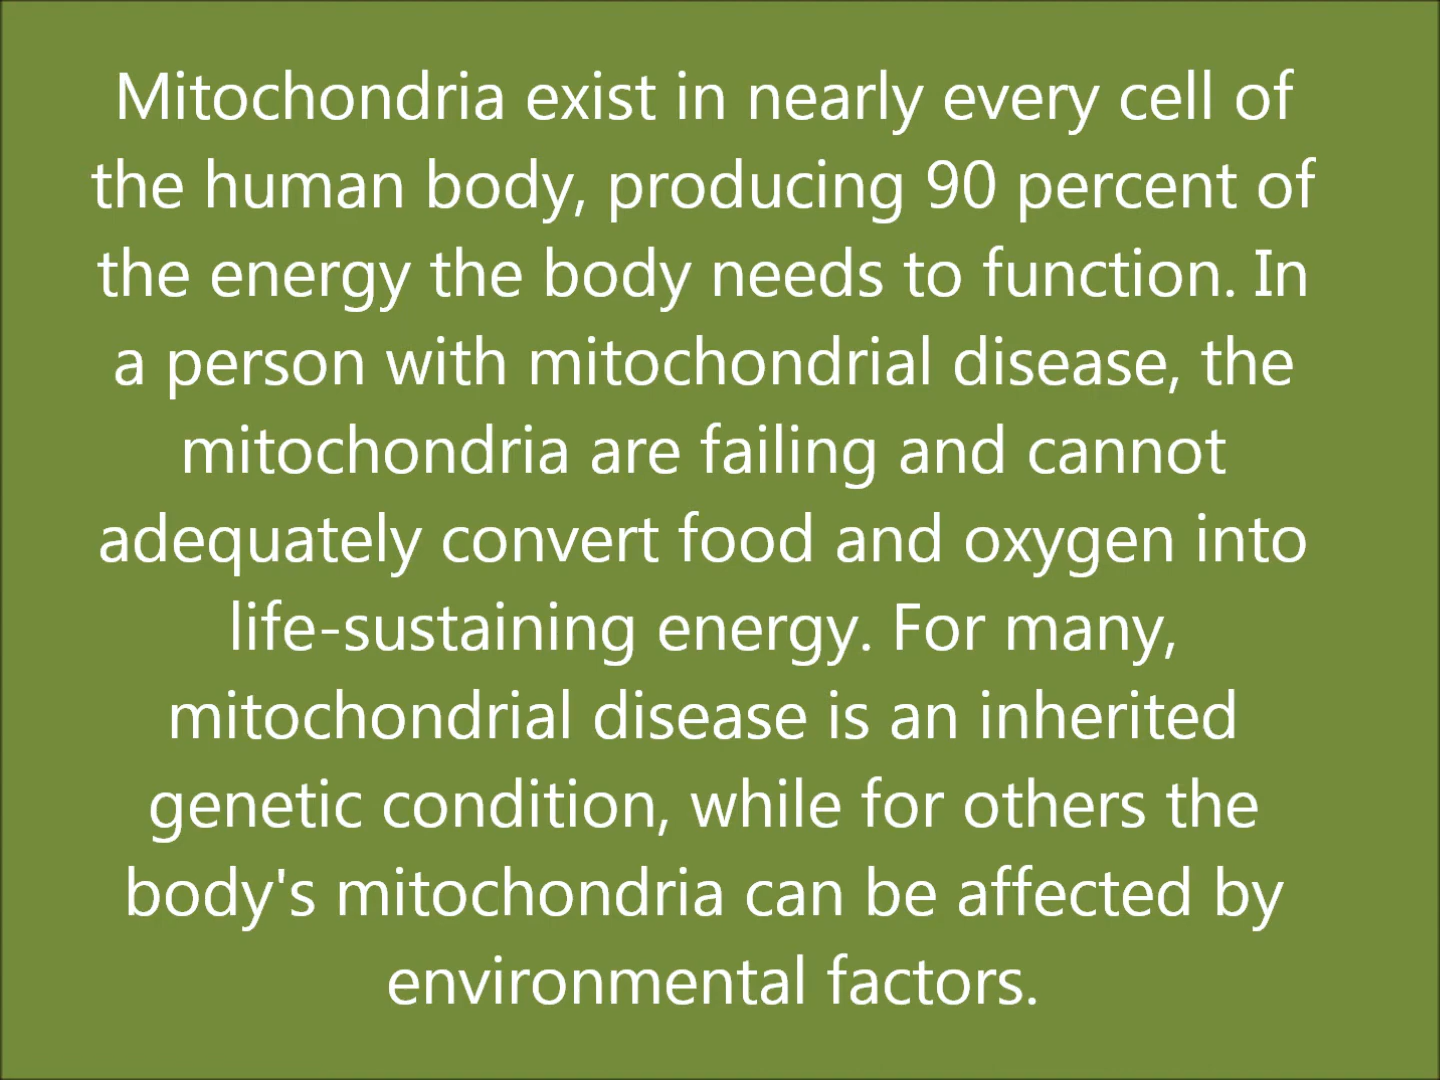 Mitochondria exist in nearly every cell of
the human body, producing 90 percent of
the energy the body needs to function. In
a person with mitochondrial disease, the
mitochondria are failing and cannot
adequately convert food and oxygen into
life-sustaining energy. For many,
mitochondrial disease is an inherited
genetic condition, while for others the
body's mitochondria can be affected by
environmental factors.